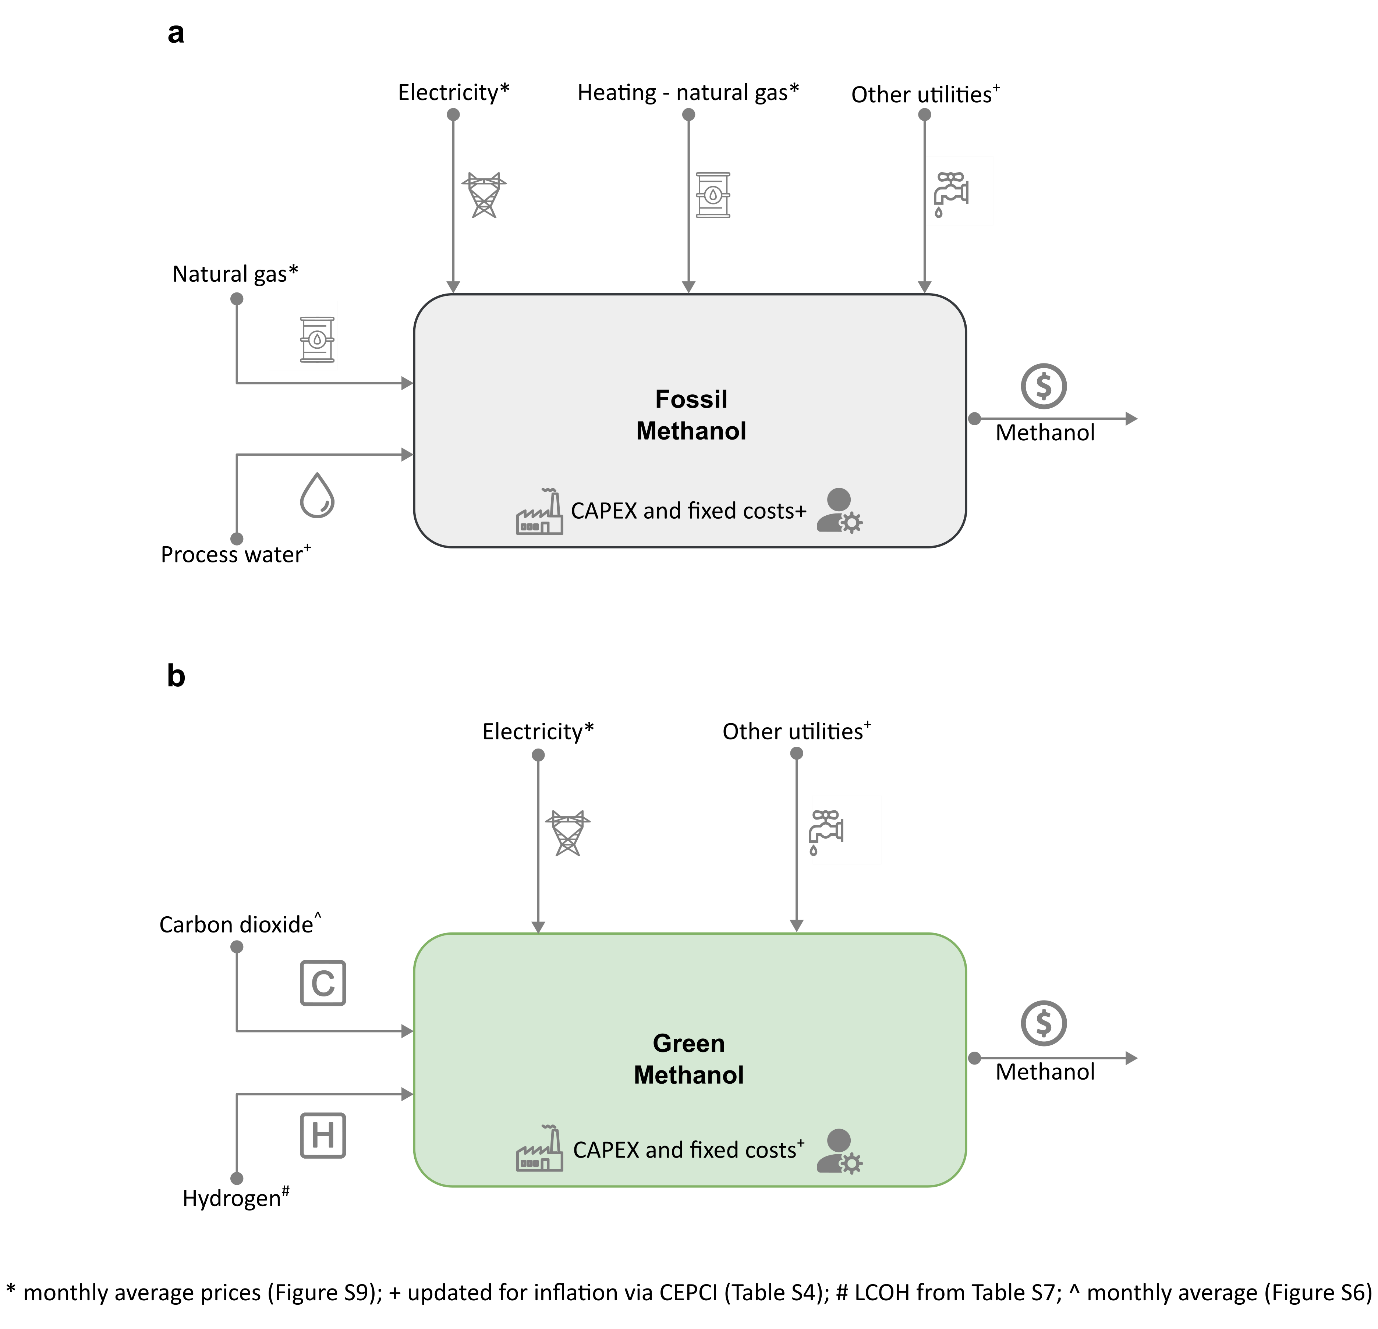 a
Electricity*
Heating - natural gas*
Other utilities⁺
Natural gas*
Fossil
Methanol
$
Methanol
CAPEX and fixed costs+
Process water⁺
b
Electricity*
Other utilities⁺
Carbon dioxide^
C
Green
Methanol
$
Methanol
H
CAPEX and fixed costs⁺
Hydrogen#
* monthly average prices (Figure S9); + updated for inflation via CEPCI (Table S4); # LCOH from Table S7; ^ monthly average (Figure S6)